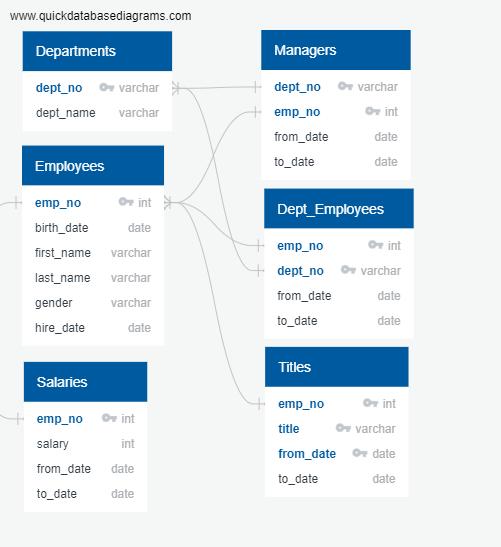 www.quickdatabasediagrams.com
Departments
dept_no varchar
dept_name varchar
Employees
emp_no int
birth_date date
first_name varchar
last_name varchar
gender varchar
hire_date date
Salaries
emp_no int
salary int
from_date date
to_date date
Managers
dept_no varchar
emp_no int
from_date date
to_date date
Dept_Employees
emp_no int
dept_no varchar
from_date date
to_date date
Titles
emp_no int
title varchar
from_date date
to_date date